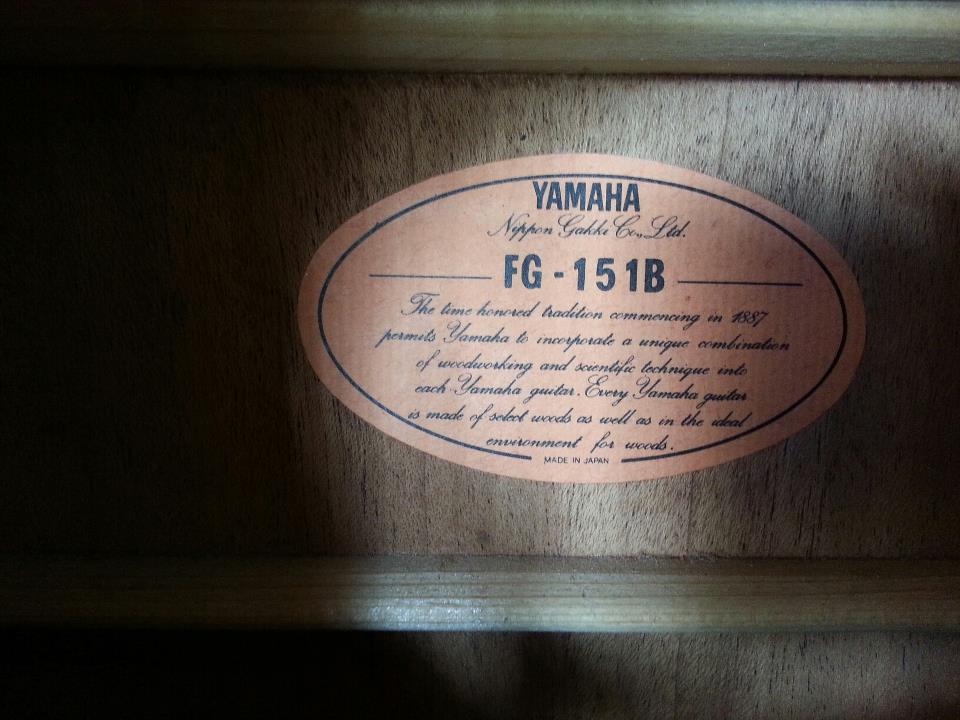 YAMAHA
Nippon Gakki Co., Ltd.
FG-151B
The time honored tradition commencing in 1887
permits Yamaha to incorporate a unique combination
of woodworking and scientific technique into
each Yamaha guitar. Every Yamaha guitar
is made of select woods as well as in the ideal
environment for woods.
MADE IN JAPAN